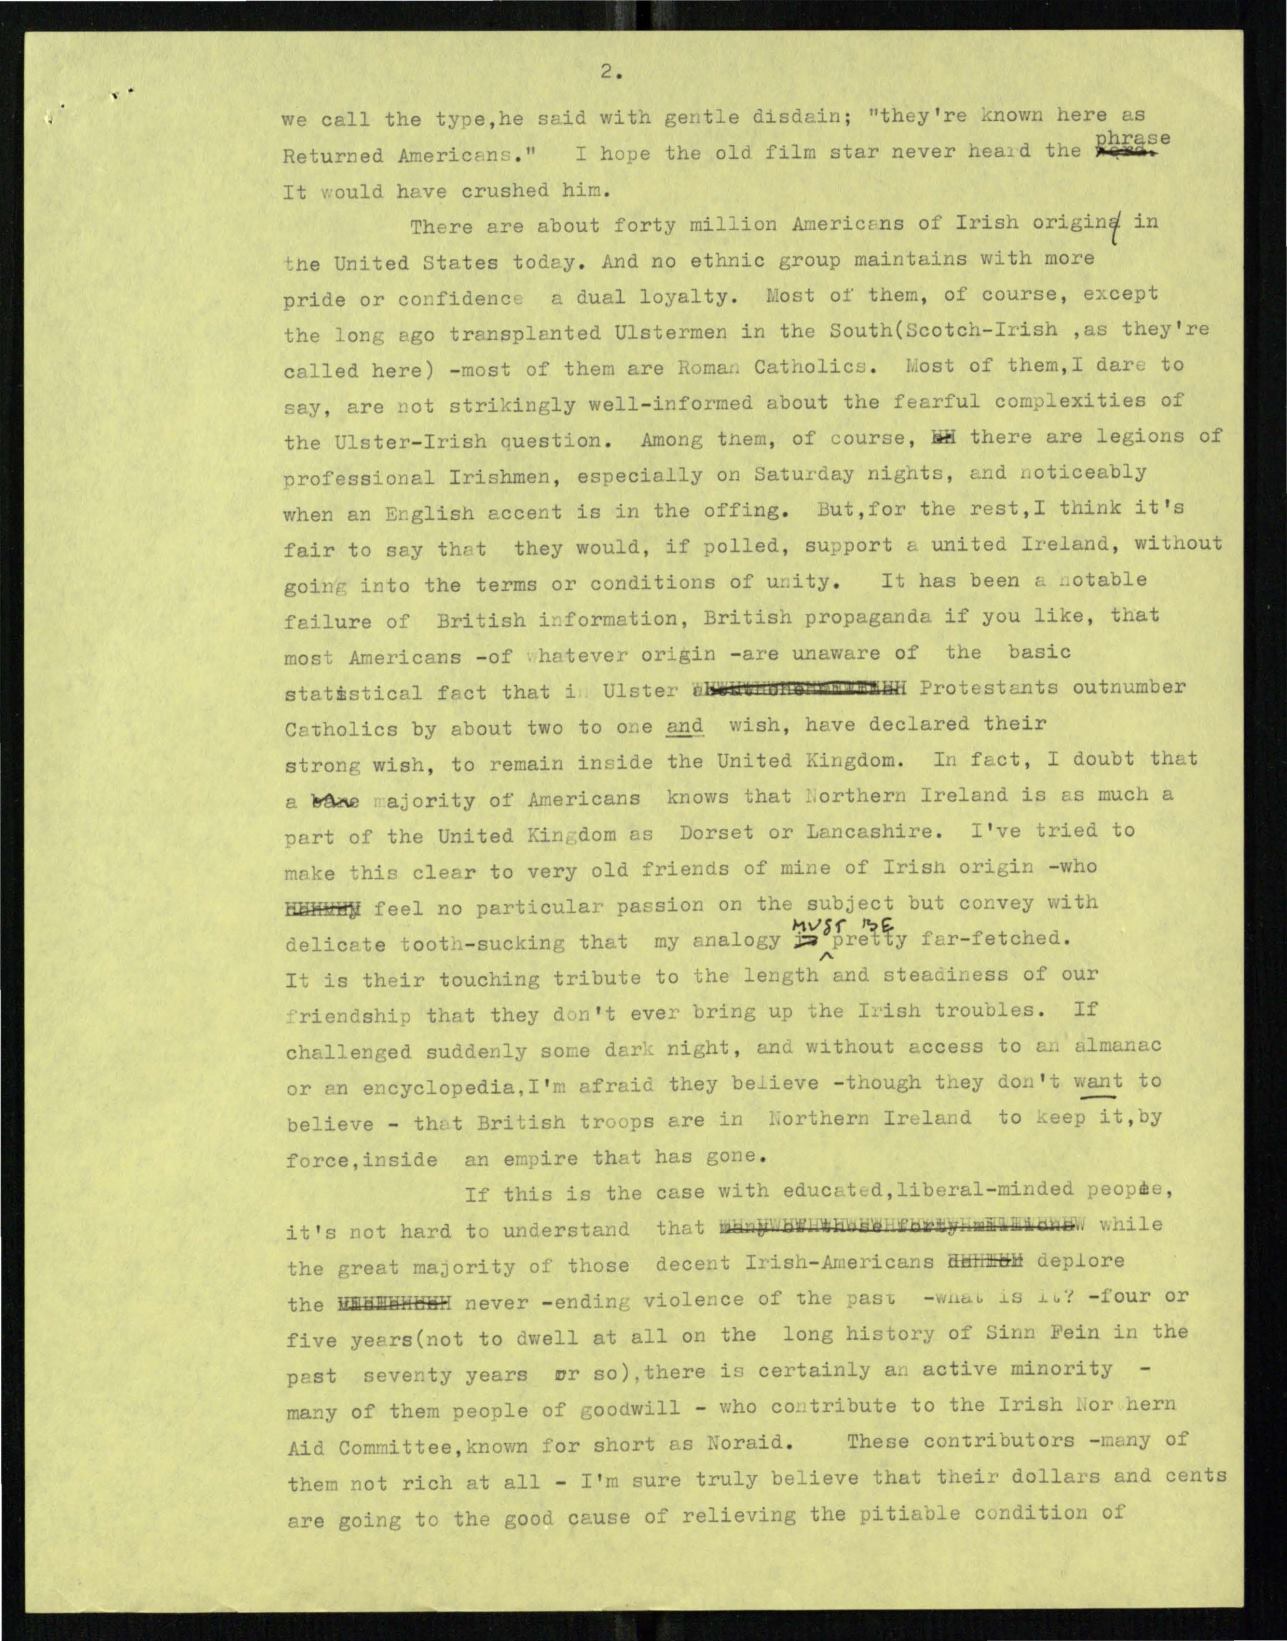 2.
we call the type,he said with gentle disdain; "they're known here as
Returned Americans."   I hope the old film star never heard the phrase
It would have crushed him.
There are about forty million Americans of Irish origin in
the United States today. And no ethnic group maintains with more
pride or confidence  a dual loyalty.  Most of them, of course, except
the long ago transplanted Ulstermen in the South(Scotch-Irish ,as they're
called here) -most of them are Roman Catholics.  Most of them,I dare to
say, are not strikingly well-informed about the fearful complexities of
the Ulster-Irish question.  Among them, of course, there are legions of
professional Irishmen, especially on Saturday nights, and noticeably
when an English accent is in the offing.  But,for the rest,I think it's
fair to say that  they would, if polled, support a united Ireland, without
going into the terms or conditions of unity.   It has been a notable
failure of  British information, British propaganda if you like, that
most Americans -of whatever origin -are unaware of  the  basic
statistical fact that in Ulster Protestants outnumber
Catholics by about two to one and  wish, have declared their
strong wish, to remain inside the United Kingdom.  In fact, I doubt that
a bare majority of Americans  knows that Northern Ireland is as much a
part of the United Kingdom as  Dorset or Lancashire.  I've tried to
make this clear to very old friends of mine of Irish origin -who
feel no particular passion on the subject but convey with
delicate tooth-sucking that  my analogy is MUST BE pretty far-fetched.
It is their touching tribute to the length and steadiness of our
friendship that they don't ever bring up the Irish troubles.  If
challenged suddenly some dark night, and without access to an almanac
or an encyclopedia,I'm afraid they believe -though they don't want to
believe - that British troops are in  Northern Ireland  to keep it,by
force,inside  an empire that has gone.
If this is the case with educated,liberal-minded people,
it's not hard to understand  that many of those forty millions while
the great majority of those  decent Irish-Americans deplore
the never -ending violence of the past  -what is it? -four or
five years(not to dwell at all on the  long history of Sinn Fein in the
past  seventy years  or so),there is certainly an active minority  -
many of them people of goodwill - who contribute to the Irish Nor hern
Aid Committee,known for short as Noraid.    These contributors -many of
them not rich at all - I'm sure truly believe that their dollars and cents
are going to the good cause of relieving the pitiable condition of